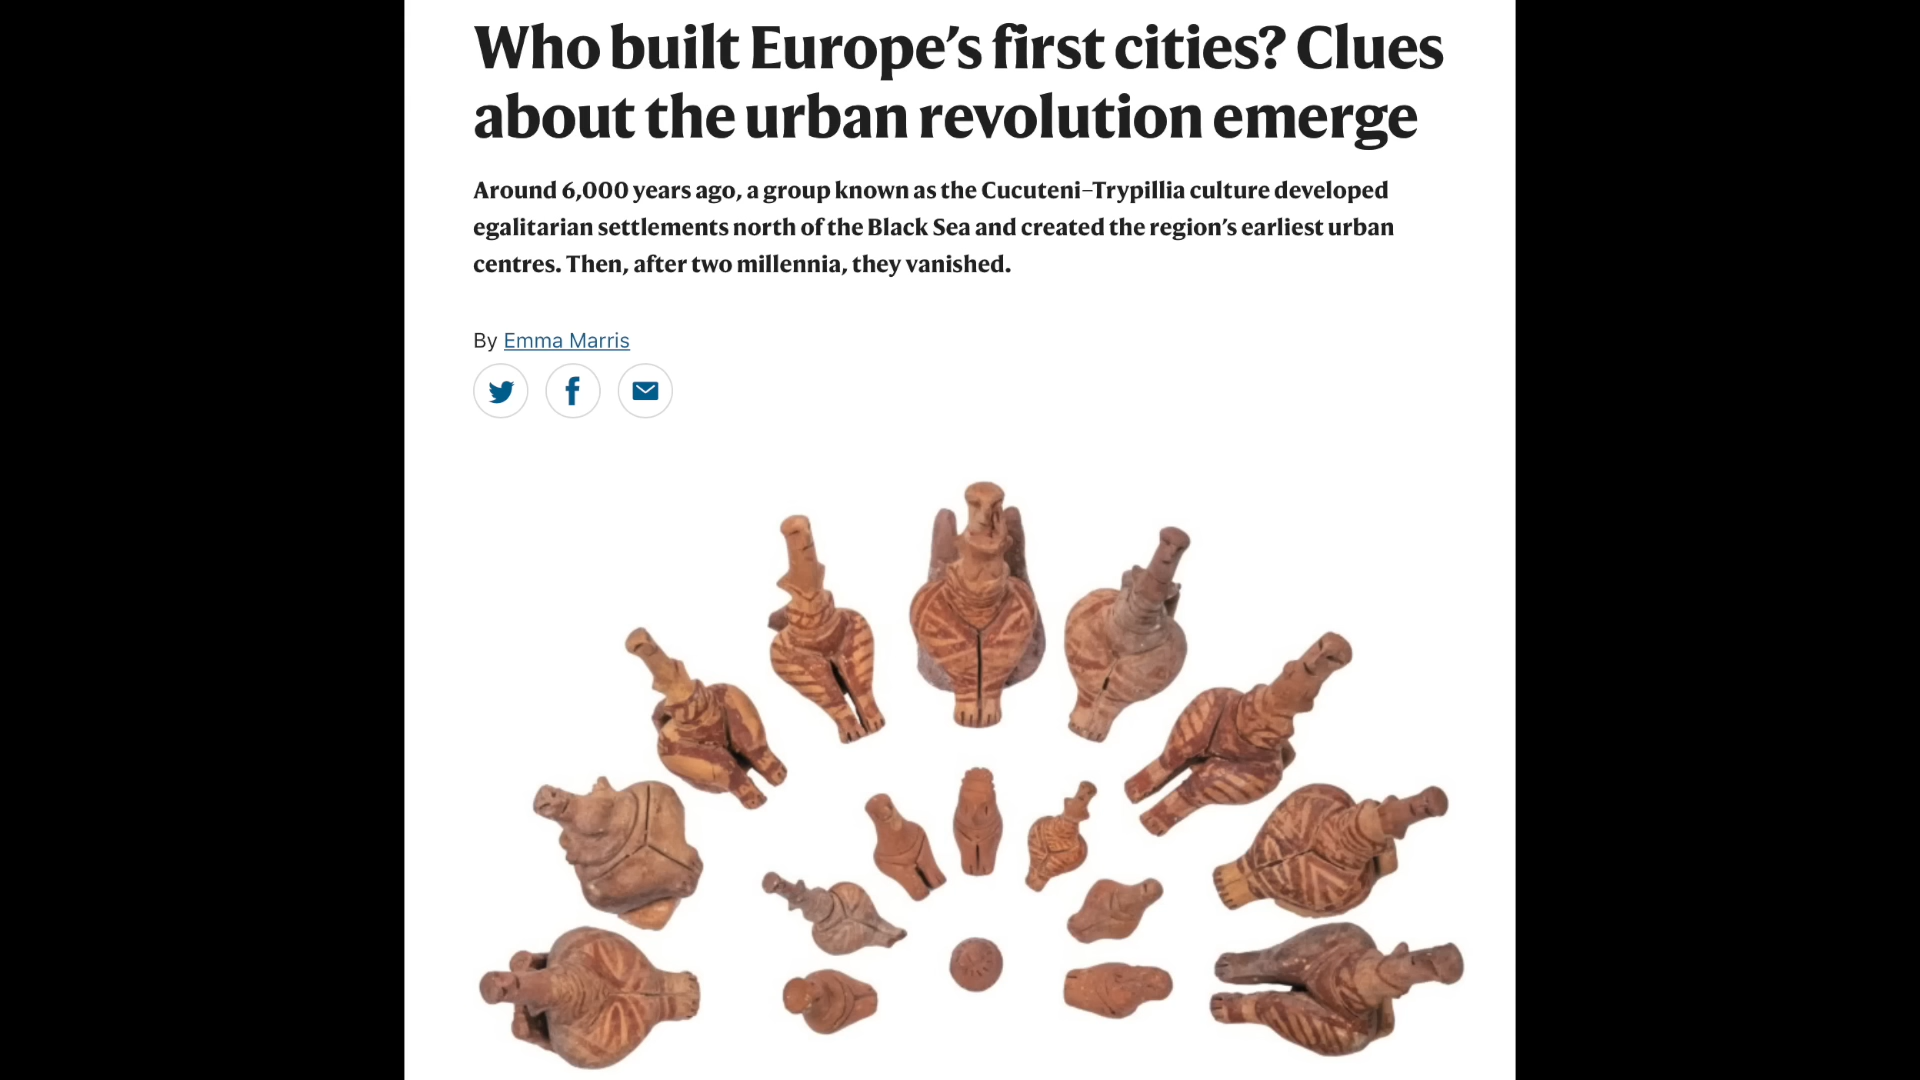 Who built Europe’s first cities? Clues
about the urban revolution emerge
Around 6,000 years ago, a group known as the Cucuteni–Trypillia culture developed
egalitarian settlements north of the Black Sea and created the region’s earliest urban
centres. Then, after two millennia, they vanished.
By Emma Marris